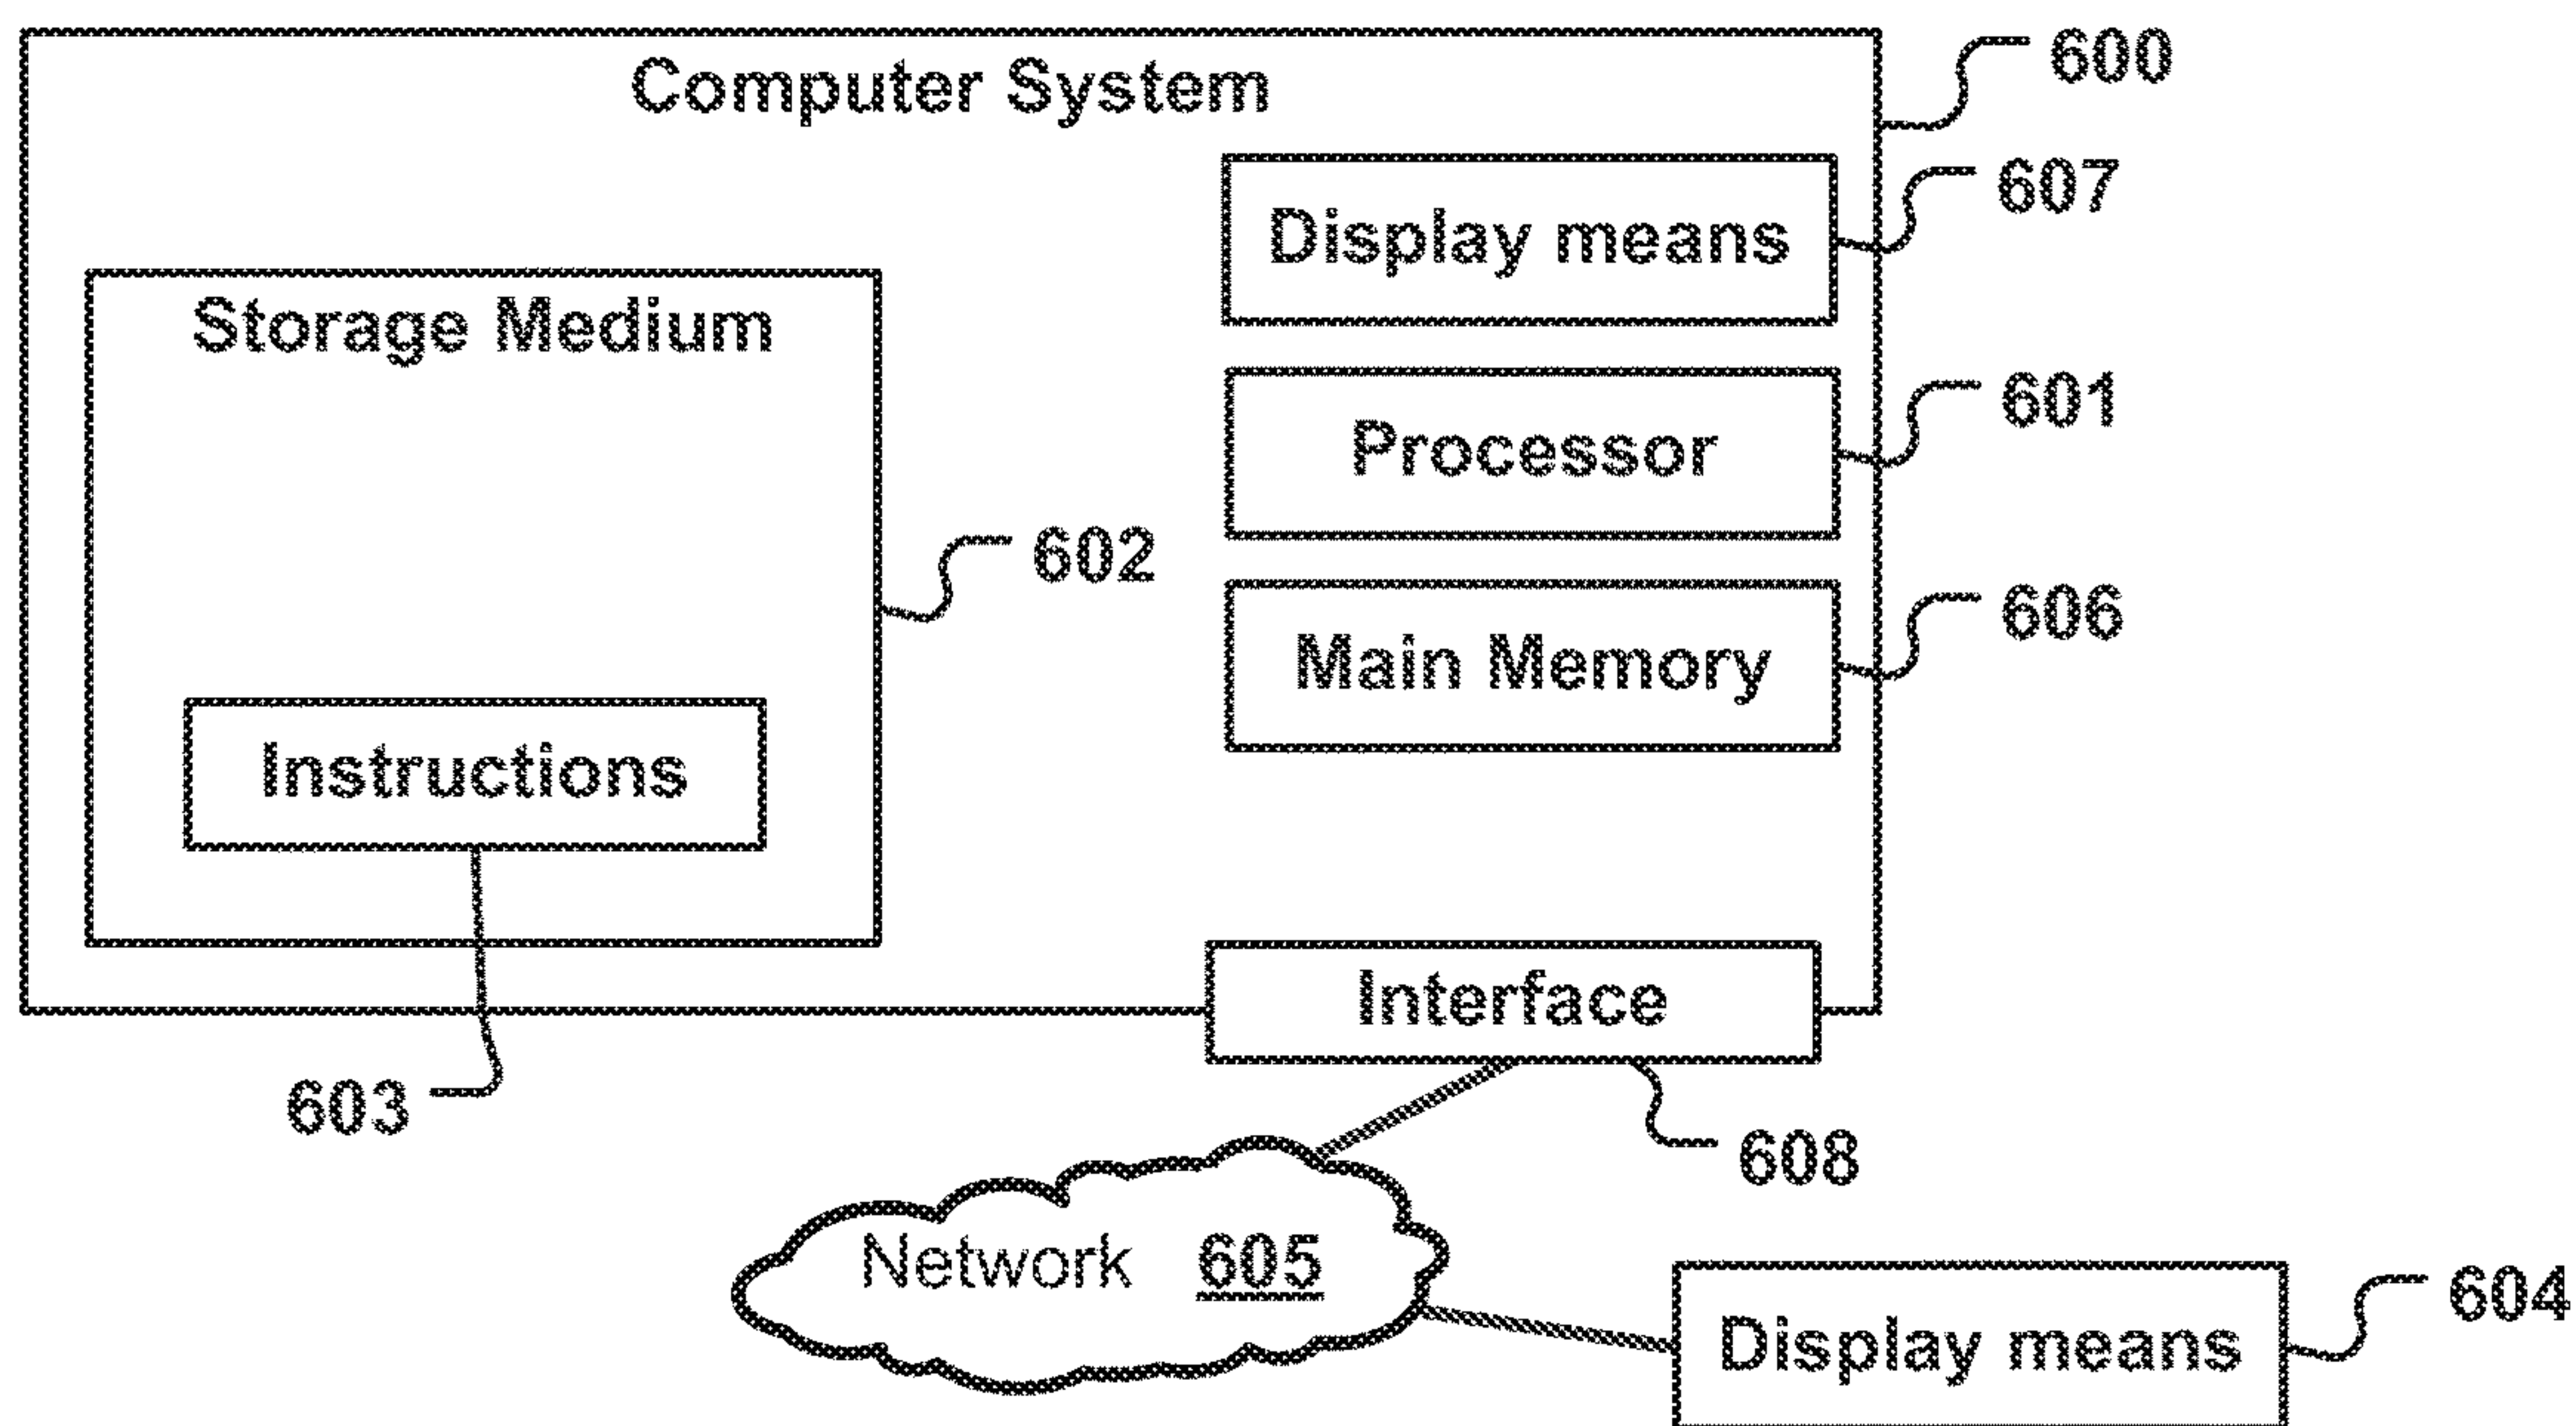 Computer System
600
Display means
607
Storage Medium
Processor
601
602
Main Memory
606
Instructions
Interface
603
608
Network 605
Display means
604